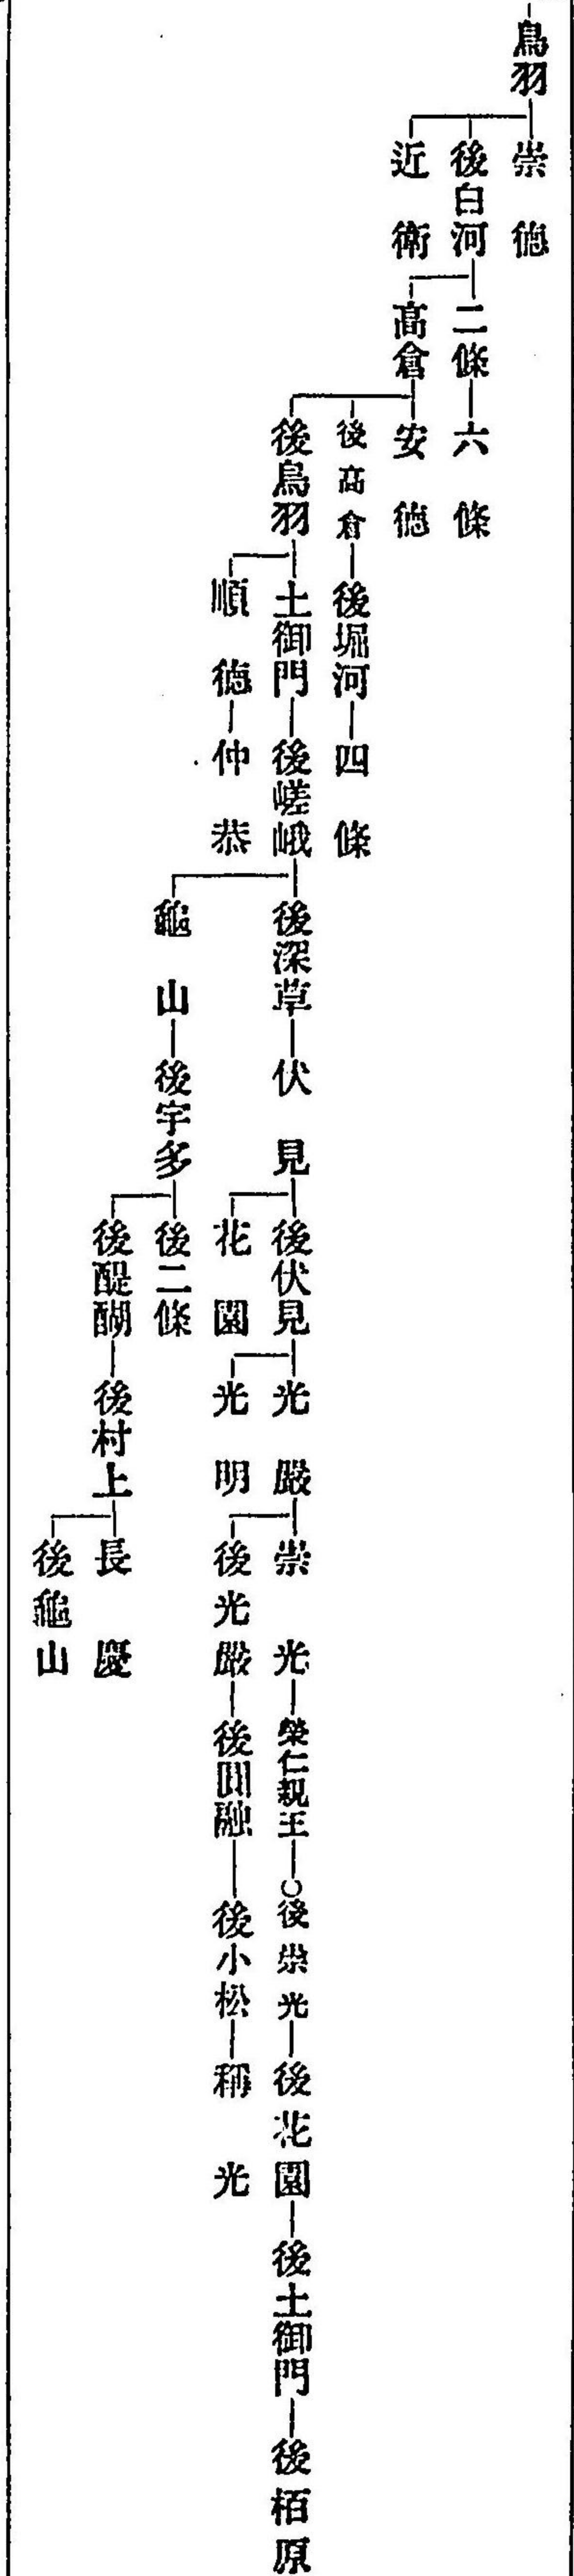 鳥羽
崇徳
後白河
近衛
二條
六條
高倉
安徳
後高倉
後堀河
四條
後鳥羽
土御門
後嵯峨
順徳
仲恭
後深草
伏見
後伏見
光嚴
崇光
榮仁親王
後崇光
後花園
後土御門
後栢原
後光嚴
後圓融
後小松
稱光
光明
花園
龜山
後宇多
後二條
後醍醐
後村上
長慶
後龜山